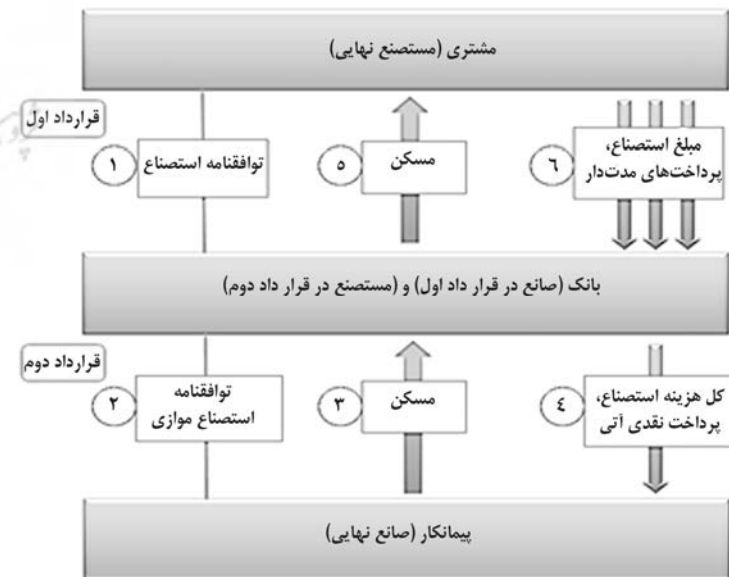 مشتری (مستصنع نهایی)
قرارداد اول
۱
توافقنامه استصناع
۵
مسکن
۶
مبلغ استصناع،
پرداخت‌های مدت‌دار
بانک (صانع در قرار داد اول) و (مستصنع در قرار داد دوم)
قرارداد دوم
۲
توافقنامه
استصناع موازی
۳
مسکن
۴
کل هزینه استصناع،
پرداخت نقدی آتی
پیمانکار (صانع نهایی)